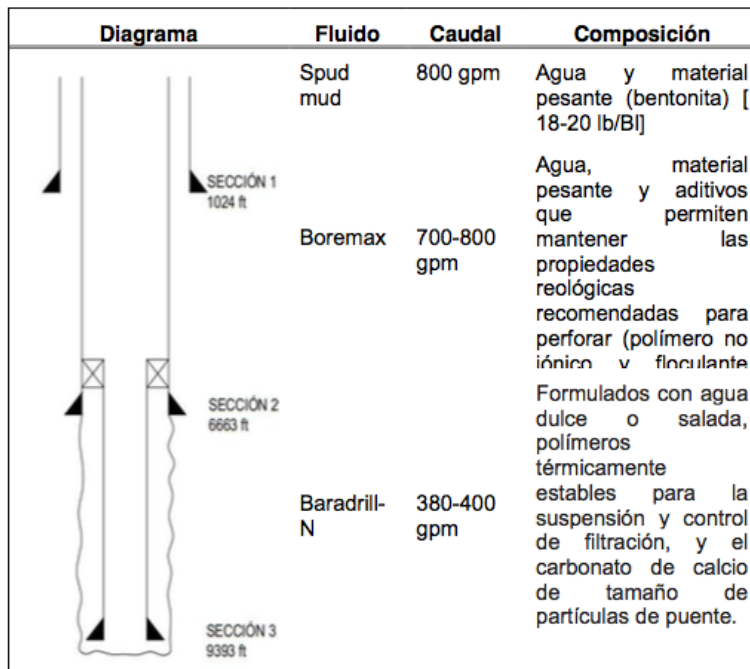 Diagrama Fluido Caudal Composición
Spud
mud
800 gpm
Agua y material
pesante (bentonita) [
18-20 lb/Bl]
SECCIÓN 1
1024 ft
Boremax
700-800
gpm
Agua, material
pesante y aditivos
que permiten
mantener las
propiedades
reológicas
recomendadas para
perforar (polímero no
iónico y floculante
SECCIÓN 2
6663 ft
Baradrill-
N
380-400
gpm
Formulados con agua
dulce o salada,
polímeros
térmicamente
estables para la
suspensión y control
de filtración, y el
carbonato de calcio
de tamaño de
partículas de puente.
SECCIÓN 3
9393 ft